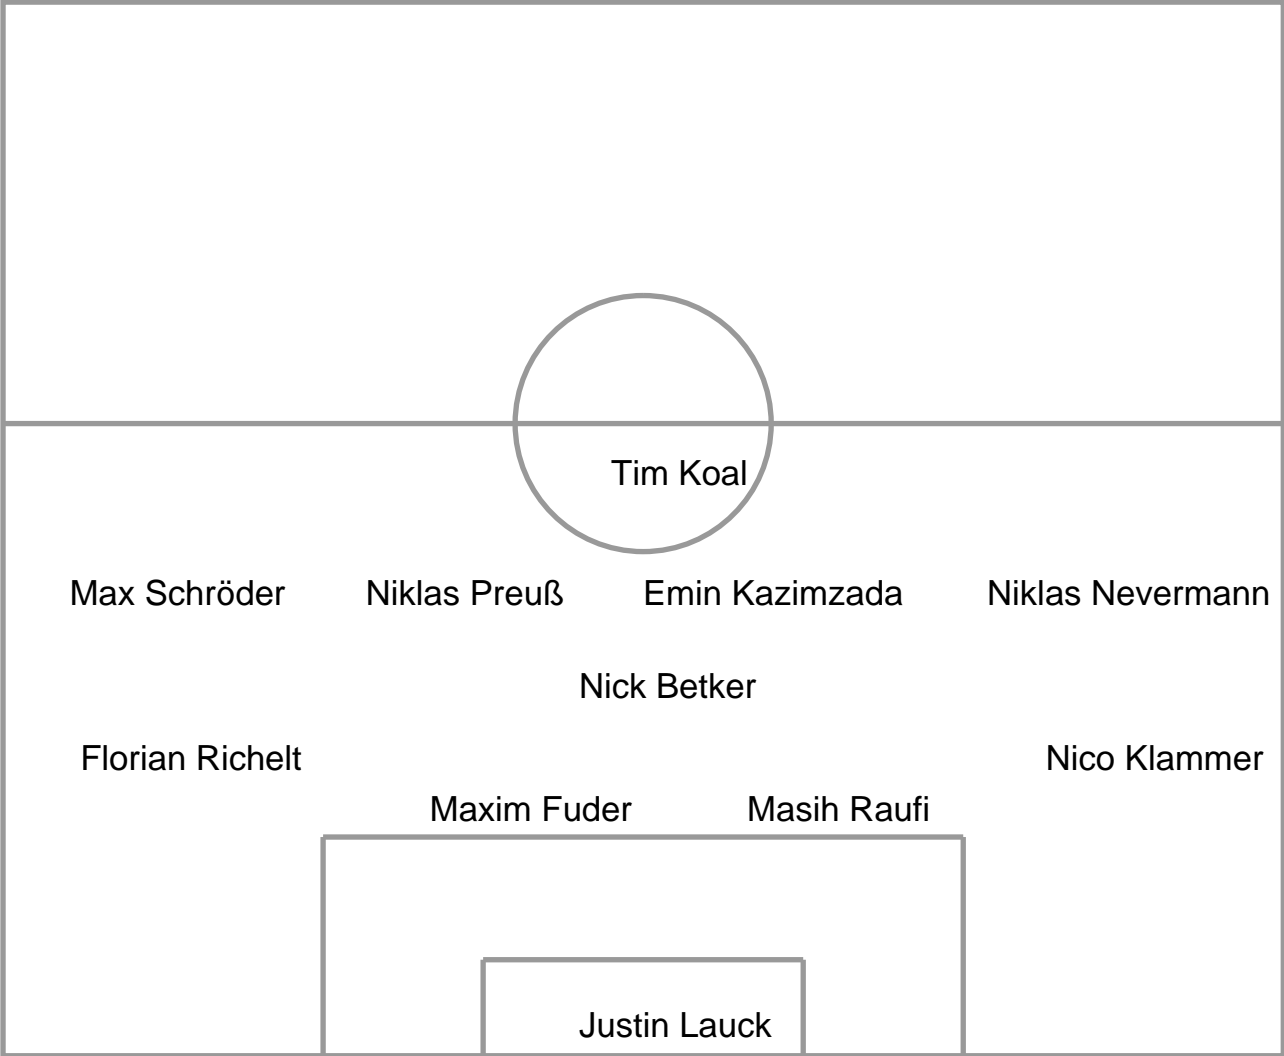 Tim Koal
Max Schröder Niklas Preuß Emin Kazimzada Niklas Nevermann
Nick Betker
Florian Richelt Nico Klammer
Maxim Fuder Masih Raufi
Justin Lauck